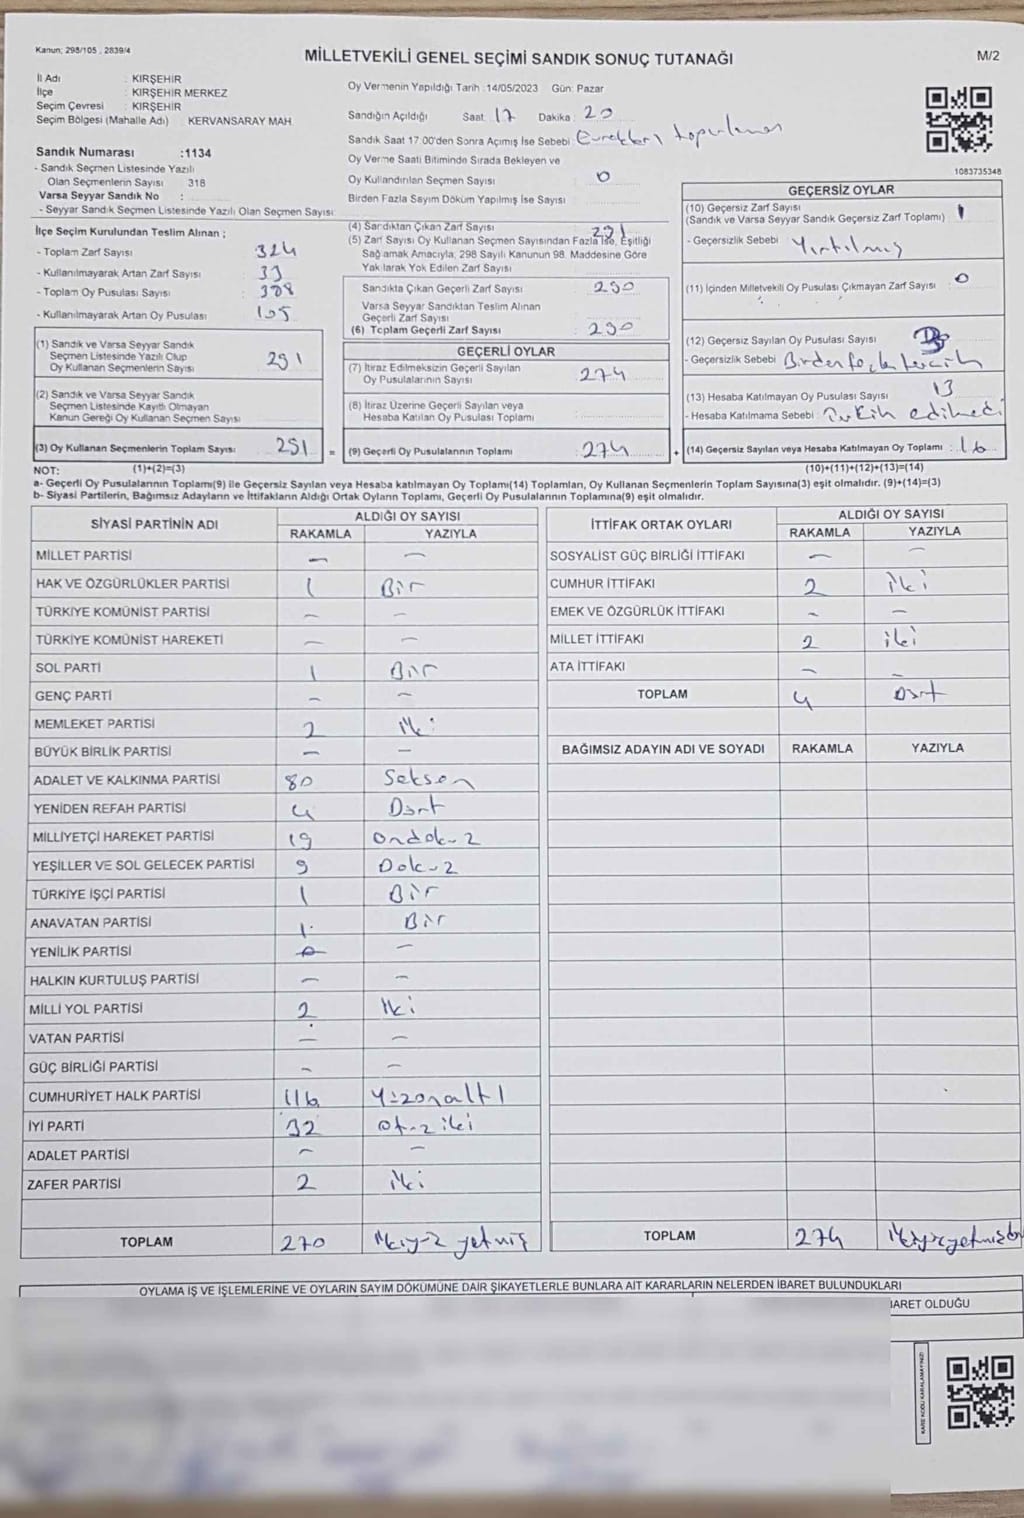 Kanun; 298/105 , 2839/4
MİLLETVEKİLİ GENEL SEÇİMİ SANDIK SONUÇ TUTANAĞI
M/2
İl Adı : KIRŞEHİR
İlçe : KIRŞEHİR MERKEZ
Seçim Çevresi : KIRŞEHİR
Seçim Bölgesi (Mahalle Adı) : KERVANSARAY MAH.
Sandık Numarası :1134
- Sandık Seçmen Listesinde Yazılı
Olan Seçmenlerin Sayısı : 318
Varsa Seyyar Sandık No :
- Seyyar Sandık Seçmen Listesinde Yazılı Olan Seçmen Sayısı:
İlçe Seçim Kurulundan Teslim Alınan ;
- Toplam Zarf Sayısı : 324
- Kullanılmayarak Artan Zarf Sayısı : 33
- Toplam Oy Pusulası Sayısı :
- Kullanılmayarak Artan Oy Pusulası : 105
(1) Sandık ve Varsa Seyyar Sandık
Seçmen Listesinde Yazılı Olup
Oy Kullanan Seçmenlerin Sayısı : 291
(2) Sandık ve Varsa Seyyar Sandık
Seçmen Listesinde Kayıtlı Olmayan
Kanun Gereği Oy Kullanan Seçmen Sayısı :
(3) Oy Kullanan Seçmenlerin Toplam Sayısı : 291
Oy Vermenin Yapıldığı Tarih :14/05/2023 Gün: Pazar
Sandığın Açıldığı Saat: 17 Dakika : 20
Sandık Saat 17.00'den Sonra Açımış İse Sebebi: Evrakları toparlaman
Oy Verme Saati Bitiminde Sırada Bekleyen ve
Oy Kullandırılan Seçmen Sayısı : 0
Birden Fazla Sayım Döküm Yapılmış İse Sayısı :
(4) Sandıktan Çıkan Zarf Sayısı : 291
(5) Zarf Sayısı Oy Kullanan Seçmen Sayısından Fazla İse, Eşitliği
Sağlamak Amacıyla, 298 Sayılı Kanunun 98. Maddesine Göre
Yakılarak Yok Edilen Zarf Sayısı :
Sandıkta Çıkan Geçerli Zarf Sayısı : 290
Varsa Seyyar Sandıktan Teslim Alınan
Geçerli Zarf Sayısı :
(6) Toplam Geçerli Zarf Sayısı : 290
GEÇERLİ OYLAR
(7) İtiraz Edilmeksizin Geçerli Sayılan
Oy Pusulalarının Sayısı : 274
(8) İtiraz Üzerine Geçerli Sayılan veya
Hesaba Katılan Oy Pusulası Toplamı :
= (9) Geçerli Oy Pusulalarının Toplamı : 274 +
1083735348
GEÇERSİZ OYLAR
(10) Geçersiz Zarf Sayısı : 1
(Sandık ve Varsa Seyyar Sandık Geçersiz Zarf Toplamı)
- Geçersizlik Sebebi : Yırtılmış
(11) İçinden Milletvekili Oy Pusulası Çıkmayan Zarf Sayısı : 0
(12) Geçersiz Sayılan Oy Pusulası Sayısı :
- Geçersizlik Sebebi : Birden fazla tercih
(13) Hesaba Katılmayan Oy Pusulası Sayısı : 13
- Hesaba Katılmama Sebebi : edilmedi
(14) Geçersiz Sayılan veya Hesaba Katılmayan Oy Toplamı : 16
NOT: (1)+(2)=(3)
(10)+(11)+(12)+(13)=(14)
a- Geçerli Oy Pusulalarının Toplamı(9) ile Geçersiz Sayılan veya Hesaba katılmayan Oy Toplamı(14) Toplamları, Oy Kullanan Seçmenlerin Toplam Sayısına(3) eşit olmalıdır. (9)+(14)=(3)
b- Siyasi Partilerin, Bağımsız Adayların ve İttifakların Aldığı Ortak Oyların Toplamı, Geçerli Oy Pusulalarının Toplamına(9) eşit olmalıdır.
SİYASİ PARTİNİN ADI ALDIĞI OY SAYISI
RAKAMLA YAZIYLA
MİLLET PARTİSİ – –
HAK VE ÖZGÜRLÜKLER PARTİSİ 1 Bir
TÜRKİYE KOMÜNİST PARTİSİ – –
TÜRKİYE KOMÜNİST HAREKETİ – –
SOL PARTİ 1 Bir
GENÇ PARTİ – –
MEMLEKET PARTİSİ 2 İki
BÜYÜK BİRLİK PARTİSİ – –
ADALET VE KALKINMA PARTİSİ 80 Seksen
YENİDEN REFAH PARTİSİ 4 Dört
MİLLİYETÇİ HAREKET PARTİSİ 19 Ondokuz
YEŞİLLER VE SOL GELECEK PARTİSİ 9 Dokuz
TÜRKİYE İŞÇİ PARTİSİ 1 Bir
ANAVATAN PARTİSİ 1 Bir
YENİLİK PARTİSİ – –
HALKIN KURTULUŞ PARTİSİ – –
MİLLİ YOL PARTİSİ 2 İki
VATAN PARTİSİ – –
GÜÇ BİRLİĞİ PARTİSİ – –
CUMHURİYET HALK PARTİSİ 116 Yüzonaltı
İYİ PARTİ 32 Otuziki
ADALET PARTİSİ – –
ZAFER PARTİSİ 2 İki
TOPLAM 270 İkiyüz yetmiş
İTTİFAK ORTAK OYLARI ALDIĞI OY SAYISI
RAKAMLA YAZIYLA
SOSYALİST GÜÇ BİRLİĞİ İTTİFAKI – –
CUMHUR İTTİFAKI 2 İki
EMEK VE ÖZGÜRLÜK İTTİFAKI – –
MİLLET İTTİFAKI 2 iki
ATA İTTİFAKI – –
TOPLAM 4 Dört
BAĞIMSIZ ADAYIN ADI VE SOYADI RAKAMLA YAZIYLA
TOPLAM 274
OYLAMA İŞ VE İŞLEMLERİNE VE OYLARIN SAYIM DÖKÜMÜNE DAİR ŞİKAYETLERLE BUNLARA AİT KARARLARIN NELERDEN İBARET BULUNDUKLARI
İBARET OLDUĞU
KARE KODU KARALAMAYINIZ!